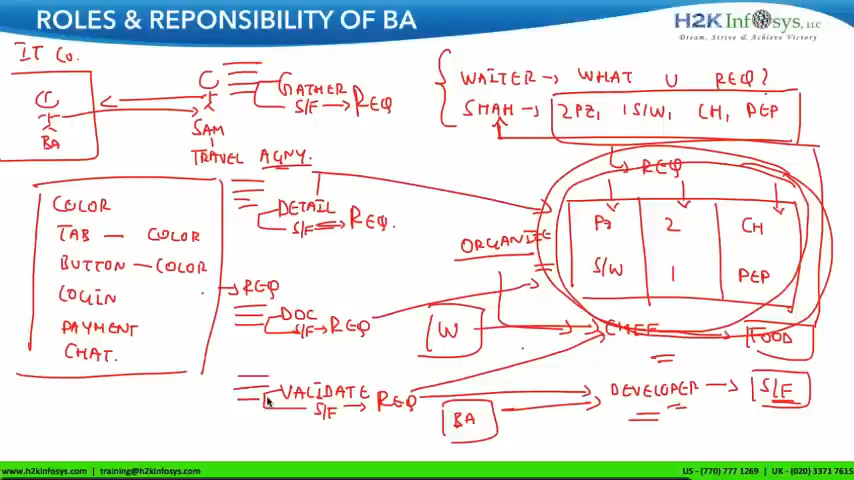 ROLES & REPONSIBILITY OF BA
H2K Infosys, LLC
Dream, Strive & Achieve Victory
IT Co.
BA
SAM
TRAVEL AGNY.
GATHER
S/F → REQ
WAITER → WHAT U REQ?
SHAH → 2PZ, 1S/W, CH, PEP
REQ
PZ 2 CH
S/W 1 PEP
ORGANIZE
DETAIL
S/F → REQ.
COLOR
TAB — COLOR
BUTTON — COLOR
LOGIN
PAYMENT
CHAT.
REQ
DOC
S/F → REQ
W
CHEF
FOOD
VALIDATE
S/F → REQ
BA
DEVELOPER → S/F
www.h2kinfosys.com | training@h2kinfosys.com
US - (770) 777 1269 | UK - (020) 3371 7615